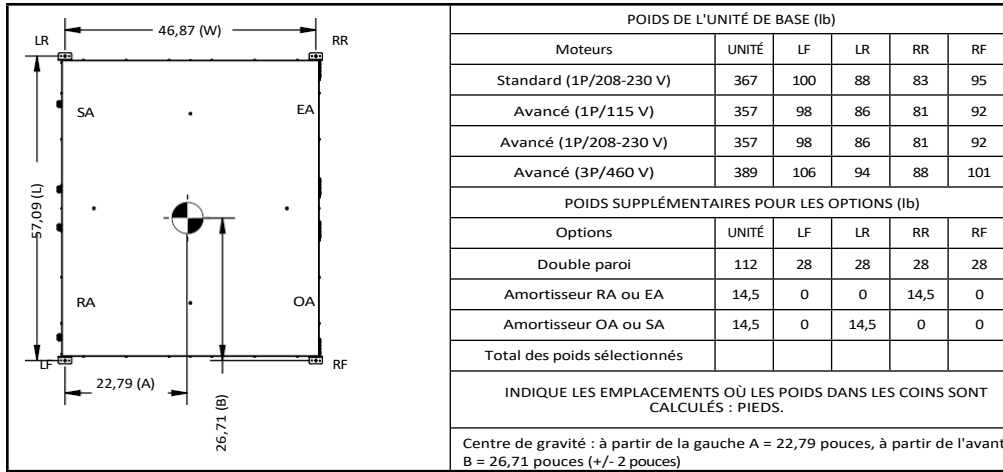 LR
46,87 (W)
RR
SA
EA
57,09 (L)
RA
OA
LF
RF
22,79 (A)
26,71 (B)
POIDS DE L'UNITÉ DE BASE (lb)
Moteurs UNITÉ LF LR RR RF
Standard (1P/208-230 V) 367 100 88 83 95
Avancé (1P/115 V) 357 98 86 81 92
Avancé (1P/208-230 V) 357 98 86 81 92
Avancé (3P/460 V) 389 106 94 88 101
POIDS SUPPLÉMENTAIRES POUR LES OPTIONS (lb)
Options UNITÉ LF LR RR RF
Double paroi 112 28 28 28 28
Amortisseur RA ou EA 14,5 0 0 14,5 0
Amortisseur OA ou SA 14,5 0 14,5 0 0
Total des poids sélectionnés
INDIQUE LES EMPLACEMENTS OÙ LES POIDS DANS LES COINS SONT
CALCULÉS : PIEDS.
Centre de gravité : à partir de la gauche A = 22,79 pouces, à partir de l'avant
B = 26,71 pouces (+/- 2 pouces)